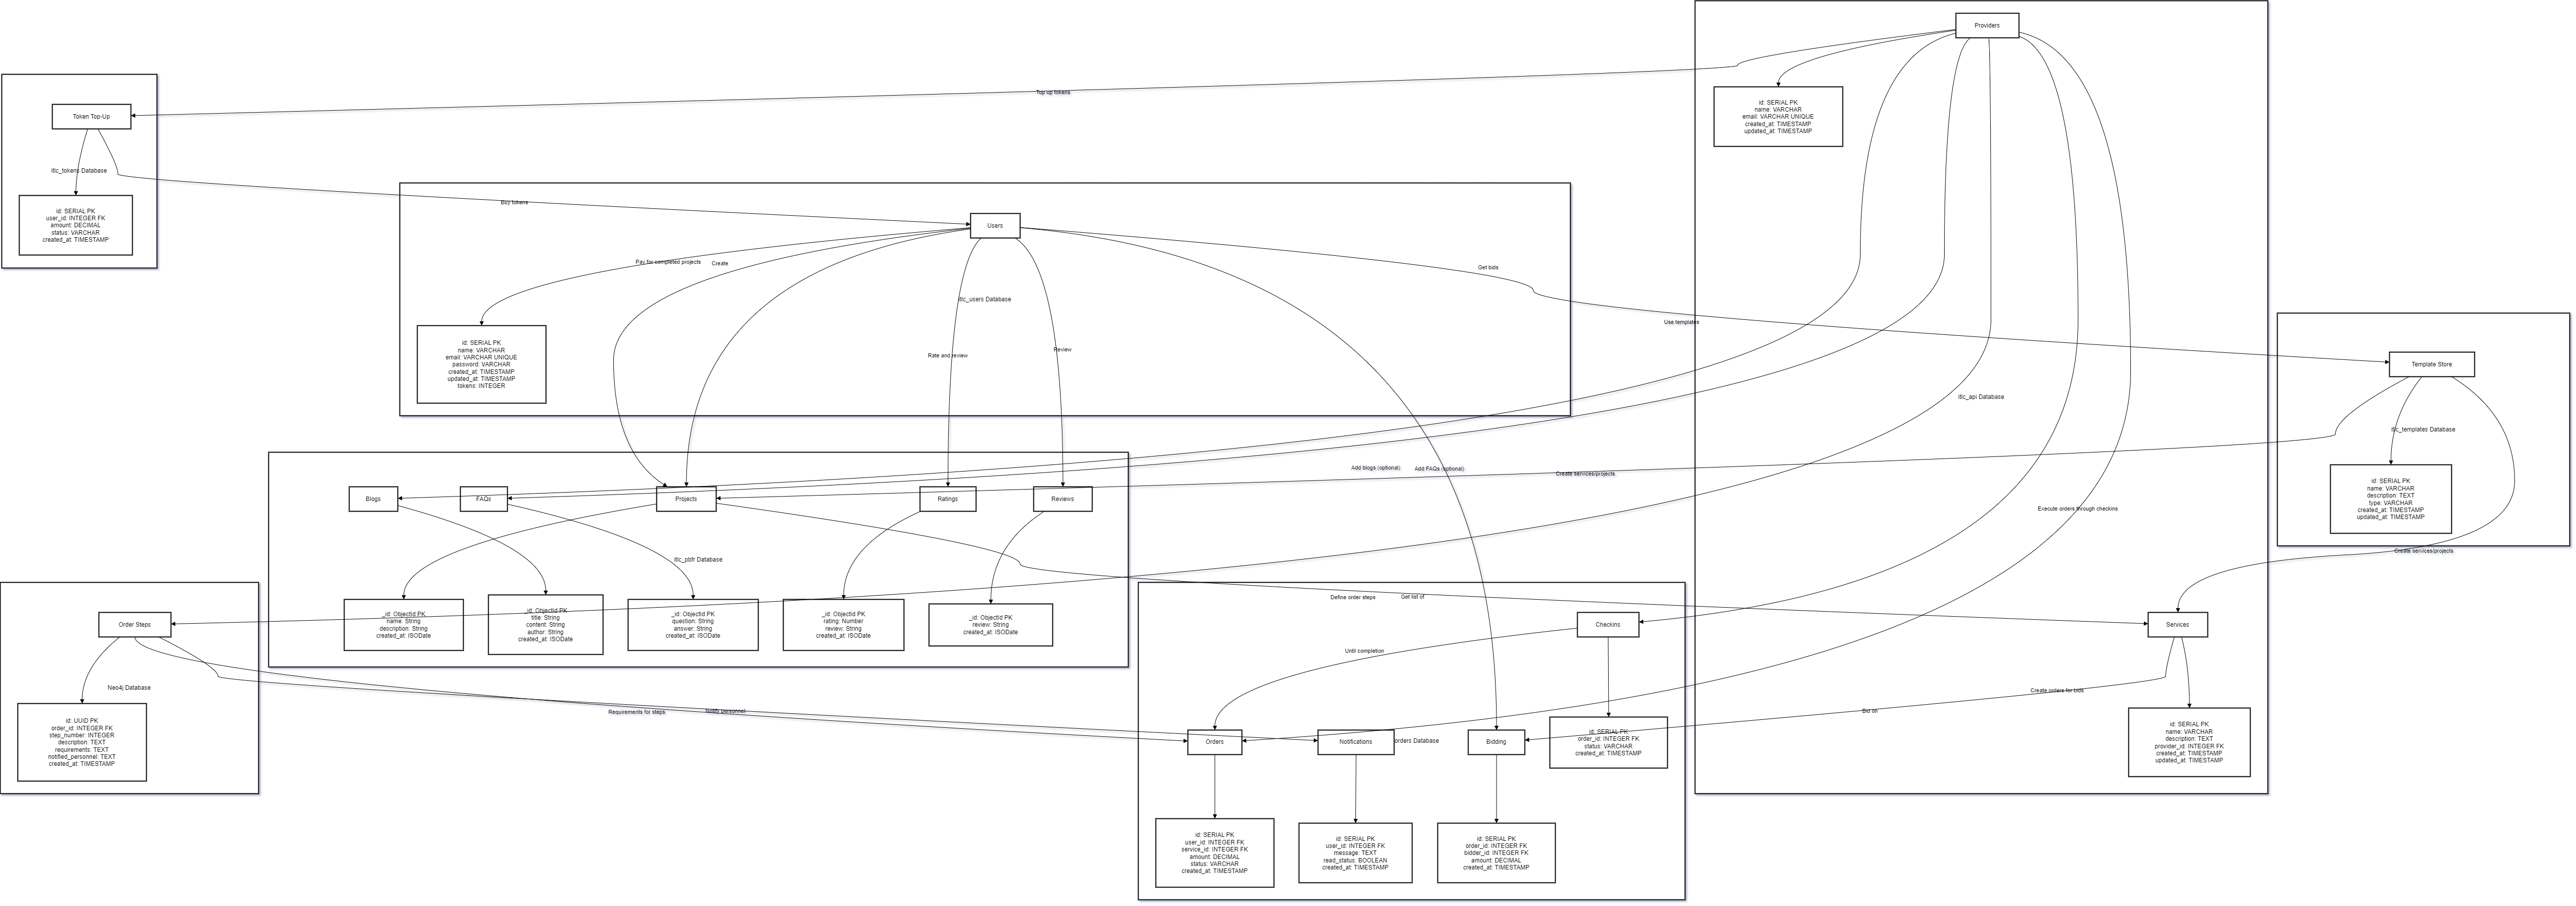 Providers
id: SERIAL PK
name: VARCHAR
email: VARCHAR UNIQUE
created_at: TIMESTAMP
updated_at: TIMESTAMP
Top up tokens
Token Top-Up
itlc_tokens Database
id: SERIAL PK
user_id: INTEGER FK
amount: DECIMAL
status: VARCHAR
created_at: TIMESTAMP
Buy tokens
Users
Pay for completed projects
Create
Get bids
itlc_users Database
Use templates
id: SERIAL PK
name: VARCHAR
email: VARCHAR UNIQUE
password: VARCHAR
created_at: TIMESTAMP
updated_at: TIMESTAMP
tokens: INTEGER
Rate and review
Review
Template Store
itlc_api Database
itlc_templates Database
id: SERIAL PK
name: VARCHAR
description: TEXT
type: VARCHAR
created_at: TIMESTAMP
updated_at: TIMESTAMP
Add blogs (optional)
Add FAQs (optional)
Create services/projects
Blogs
FAQs
Projects
Ratings
Reviews
Execute orders through checkins
Create services/projects
itlc_pbfr Database
_id: ObjectId PK
name: String
description: String
created_at: ISODate
_id: ObjectId PK
title: String
content: String
author: String
created_at: ISODate
_id: ObjectId PK
question: String
answer: String
created_at: ISODate
_id: ObjectId PK
rating: Number
review: String
created_at: ISODate
_id: ObjectId PK
review: String
created_at: ISODate
Define order steps
Get list of
Order Steps
Checkins
Services
Until completion
Neo4j Database
Requirements for steps
Notify personnel
Create orders for bids
Bid on
id: UUID PK
order_id: INTEGER FK
step_number: INTEGER
description: TEXT
requirements: TEXT
notified_personnel: TEXT
created_at: TIMESTAMP
Orders
Notifications
orders Database
Bidding
id: SERIAL PK
order_id: INTEGER FK
status: VARCHAR
created_at: TIMESTAMP
id: SERIAL PK
name: VARCHAR
description: TEXT
provider_id: INTEGER FK
created_at: TIMESTAMP
updated_at: TIMESTAMP
id: SERIAL PK
user_id: INTEGER FK
service_id: INTEGER FK
amount: DECIMAL
status: VARCHAR
created_at: TIMESTAMP
id: SERIAL PK
user_id: INTEGER FK
message: TEXT
read_status: BOOLEAN
created_at: TIMESTAMP
id: SERIAL PK
order_id: INTEGER FK
bidder_id: INTEGER FK
amount: DECIMAL
created_at: TIMESTAMP